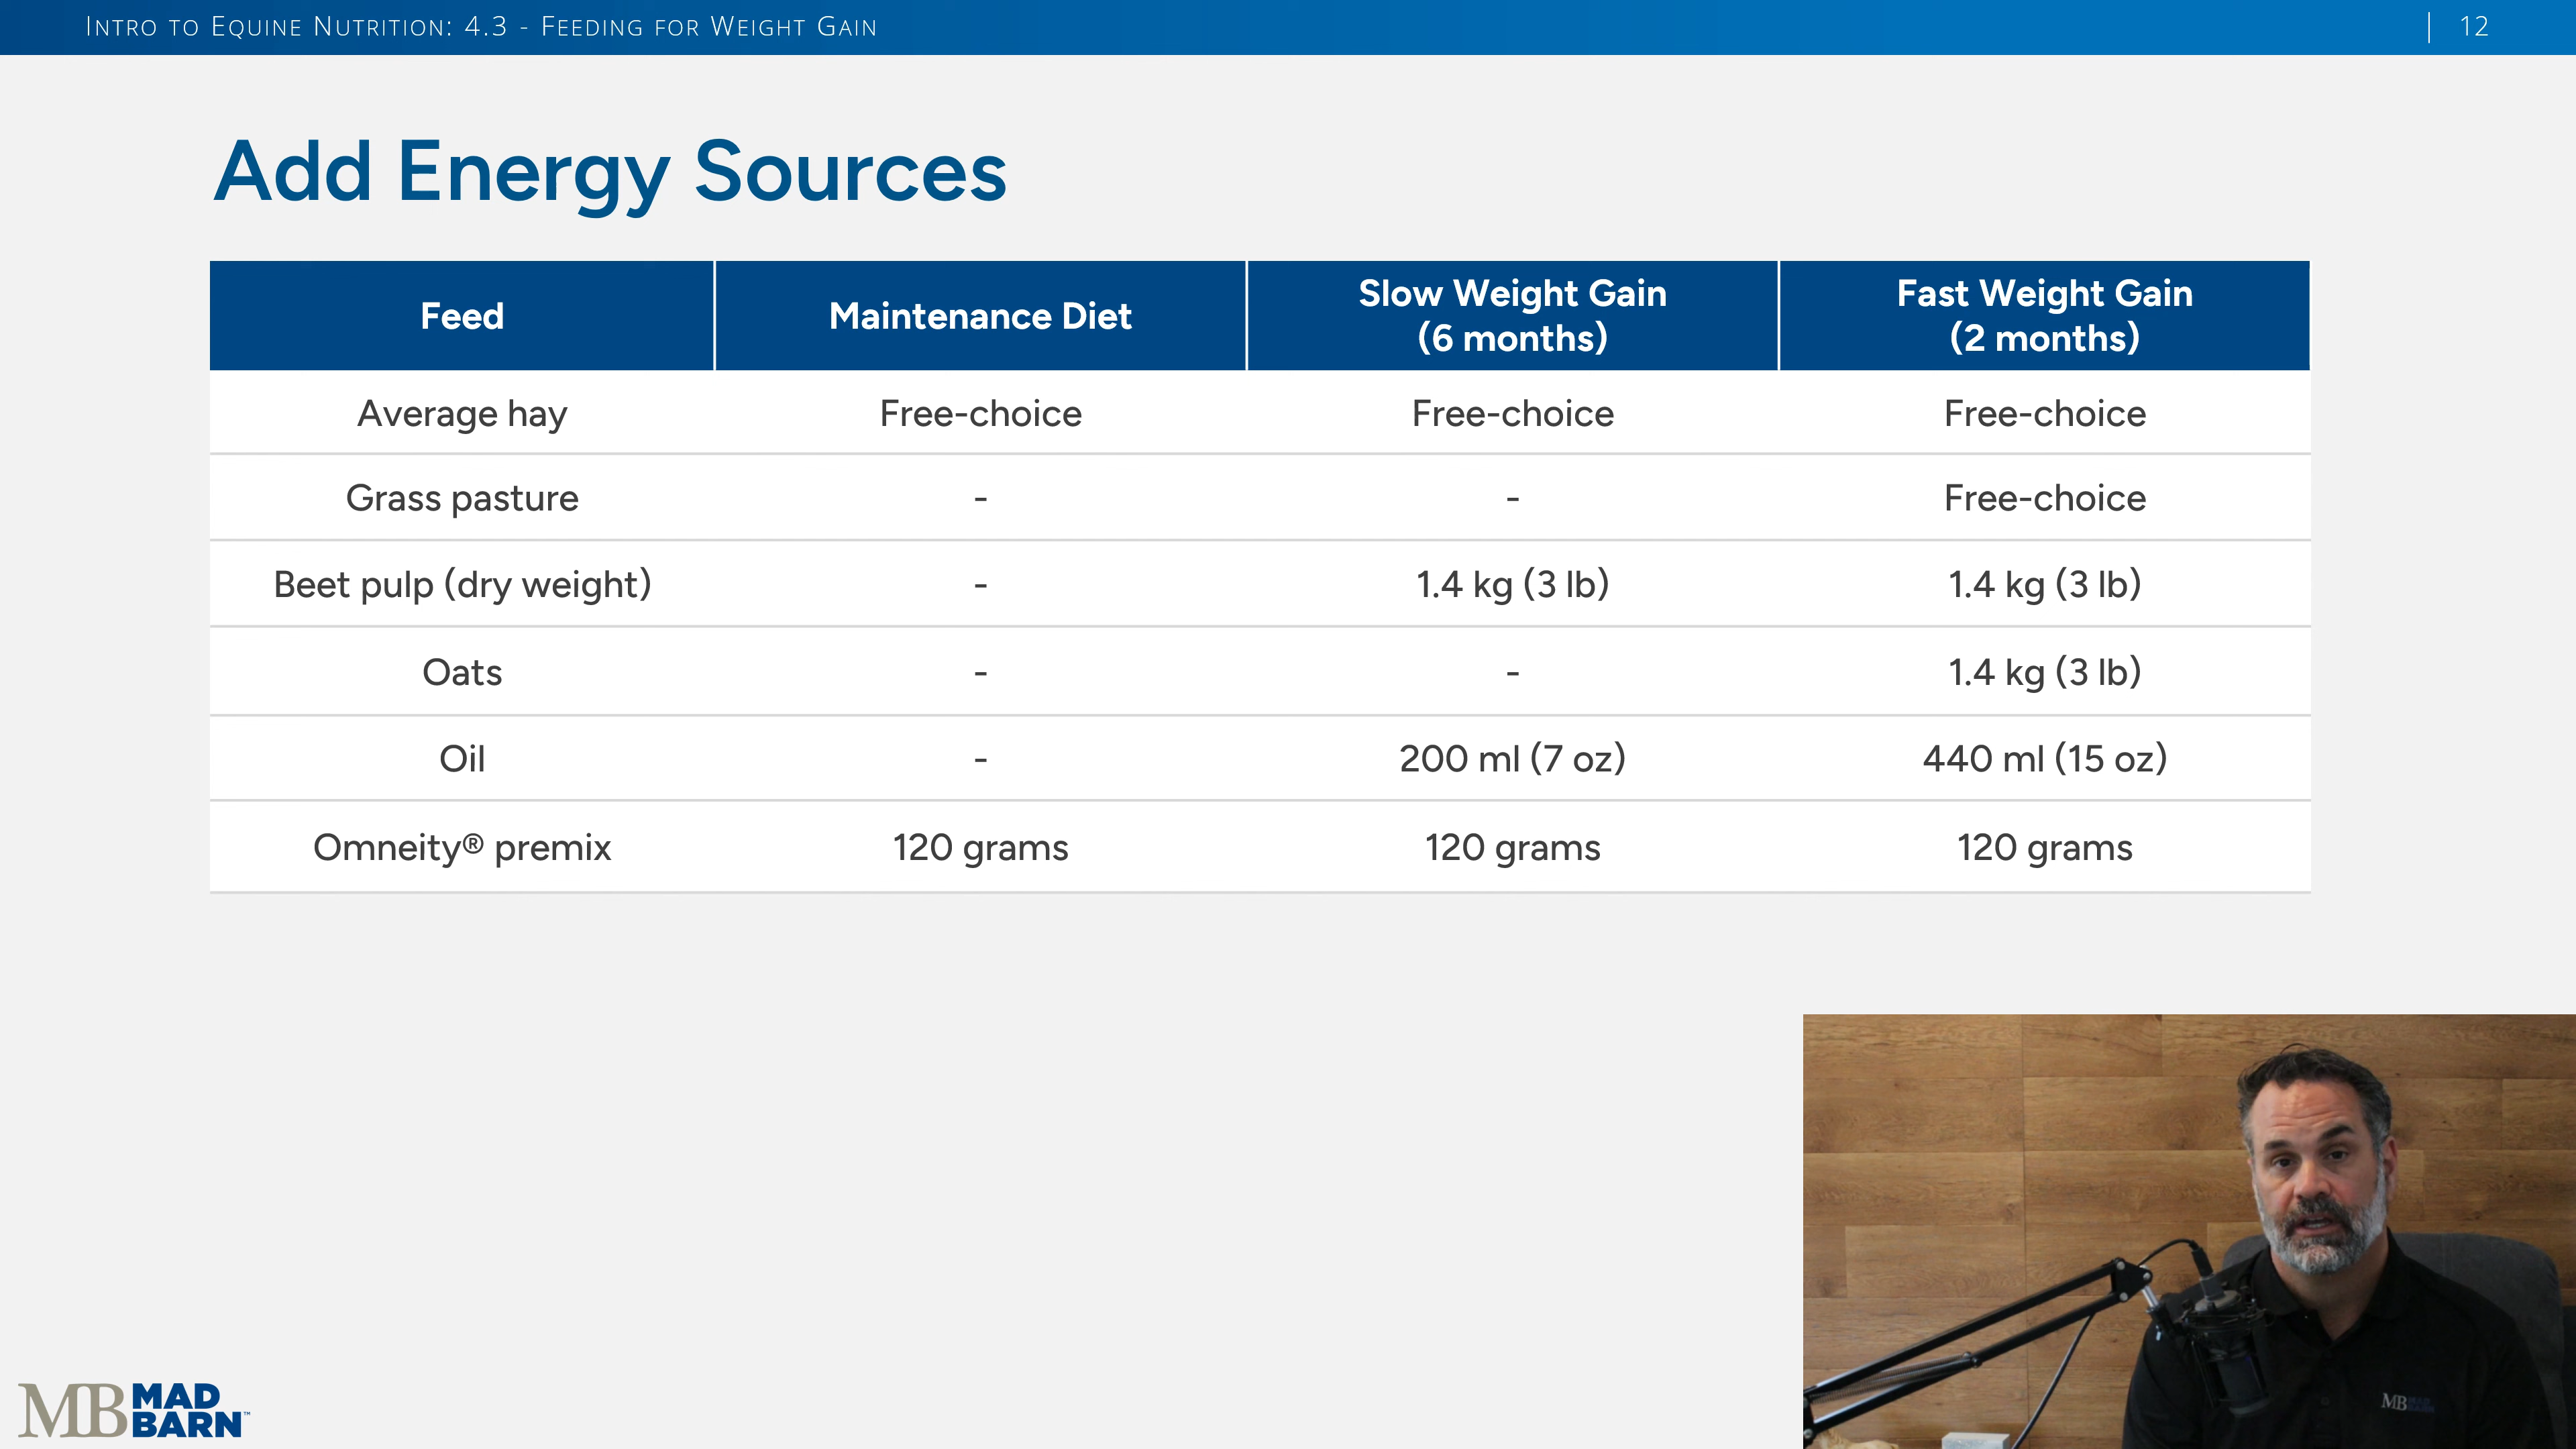 Intro to Equine Nutrition: 4.3 - Feeding for Weight Gain | 12
Add Energy Sources
Feed Maintenance Diet Slow Weight Gain (6 months) Fast Weight Gain (2 months)
Average hay Free-choice Free-choice Free-choice
Grass pasture - - Free-choice
Beet pulp (dry weight) - 1.4 kg (3 lb) 1.4 kg (3 lb)
Oats - - 1.4 kg (3 lb)
Oil - 200 ml (7 oz) 440 ml (15 oz)
Omneity® premix 120 grams 120 grams 120 grams
MB MAD BARN™
MB MAD BARN